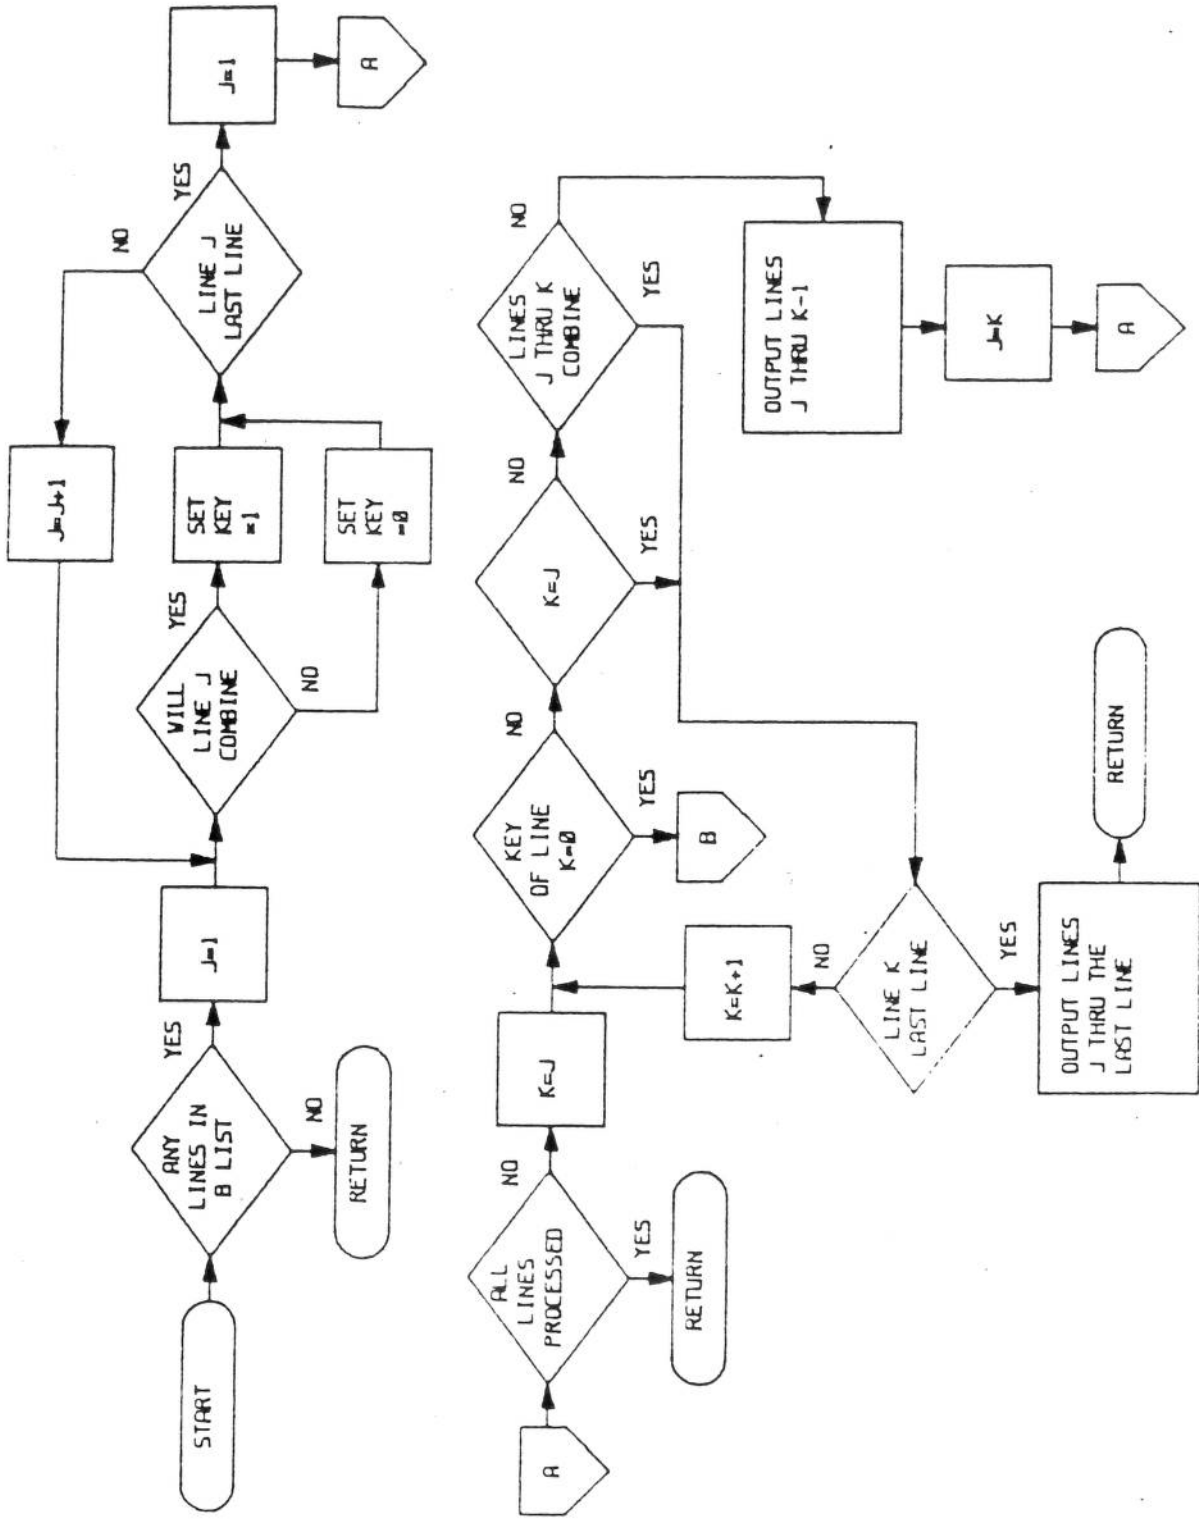 START
ANY
LINES IN
B LIST
YES
NO
RETURN
J=1
WILL
LINE J
COMBINE
YES
NO
SET
KEY
=1
SET
KEY
=0
J=J+1
LINE J
LAST LINE
NO
YES
J=1
A
A
ALL
LINES
PROCESSED
NO
YES
RETURN
K=J
KEY
OF LINE
K=0
NO
YES
B
K=J
NO
YES
LINES
J THRU K
COMBINE
NO
YES
OUTPUT LINES
J THRU K-1
J=K
A
K=K+1
NO
LINE K
LAST LINE
YES
OUTPUT LINES
J THRU THE
LAST LINE
RETURN